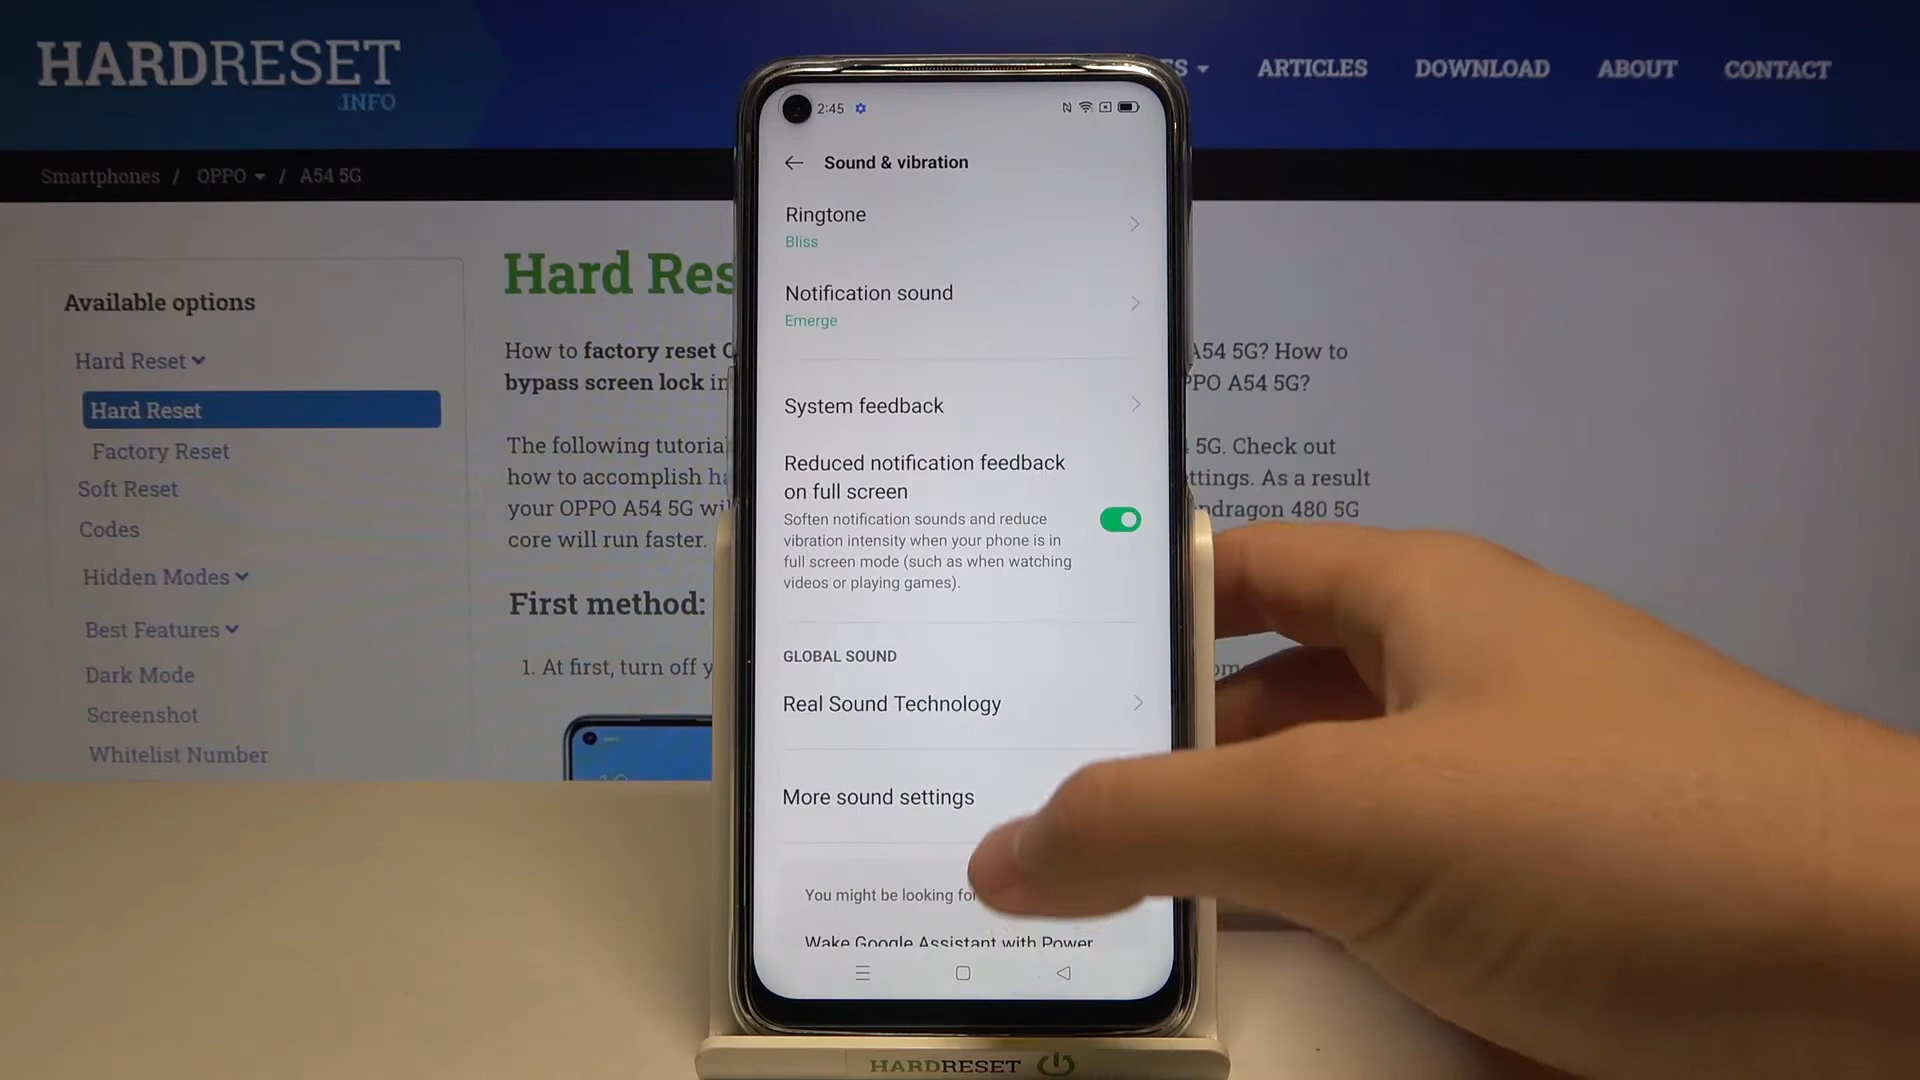 HARDRESET
.INFO
ARTICLES
DOWNLOAD
ABOUT
CONTACT
Smartphones / OPPO / A54 5G
Available options
Hard Reset
Hard Reset
Factory Reset
Soft Reset
Codes
Hidden Modes
Best Features
Dark Mode
Screenshot
Whitelist Number
Hard Res
How to factory reset
A54 5G? How to
bypass screen lock
PPO A54 5G?
The following
5G. Check out
how to accomplish
ttings. As a result
your OPPO A54 5G
core will run faster.
ndragon 480 5G
First method:
1. At first, turn off
2:45
Sound & vibration
Ringtone
Bliss
Notification sound
Emerge
System feedback
Reduced notification feedback
on full screen
Soften notification sounds and reduce
vibration intensity when your phone is in
full screen mode (such as when watching
videos or playing games).
GLOBAL SOUND
Real Sound Technology
More sound settings
You might be looking for
Wake Google Assistant with Power
HARDRESET